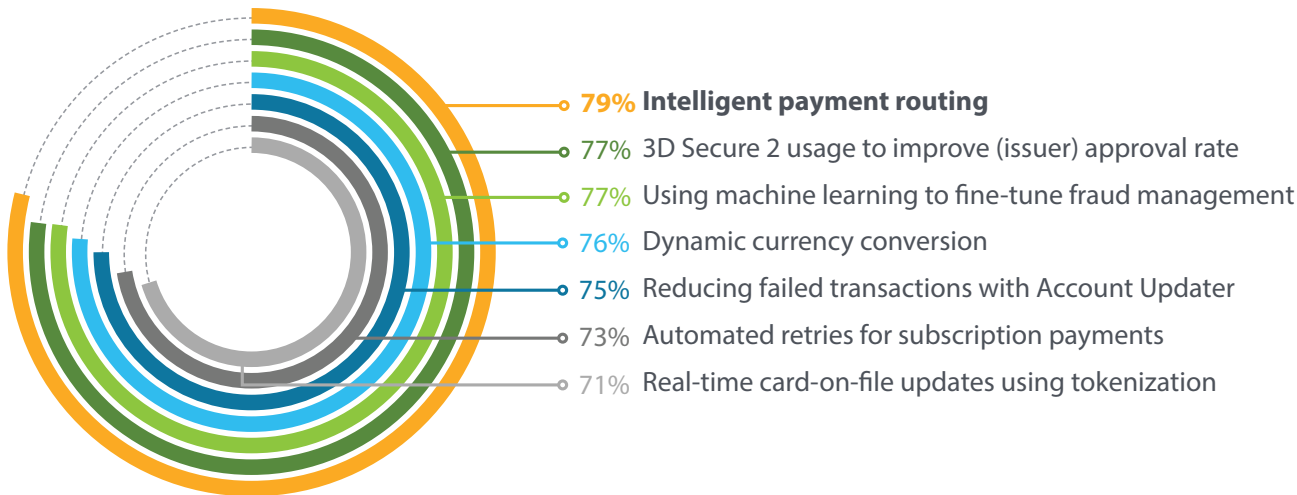 79% Intelligent payment routing
77% 3D Secure 2 usage to improve (issuer) approval rate
77% Using machine learning to fine-tune fraud management
76% Dynamic currency conversion
75% Reducing failed transactions with Account Updater
73% Automated retries for subscription payments
71% Real-time card-on-file updates using tokenization